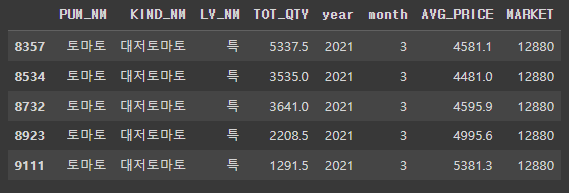 PUM_NM KIND_NM LV_NM TOT_QTY year month AVG_PRICE MARKET
8357 토마토 대저토마토 특 5337.5 2021 3 4581.1 12880
8534 토마토 대저토마토 특 3535.0 2021 3 4481.0 12880
8732 토마토 대저토마토 특 3641.0 2021 3 4595.9 12880
8923 토마토 대저토마토 특 2208.5 2021 3 4995.6 12880
9111 토마토 대저토마토 특 1291.5 2021 3 5381.3 12880